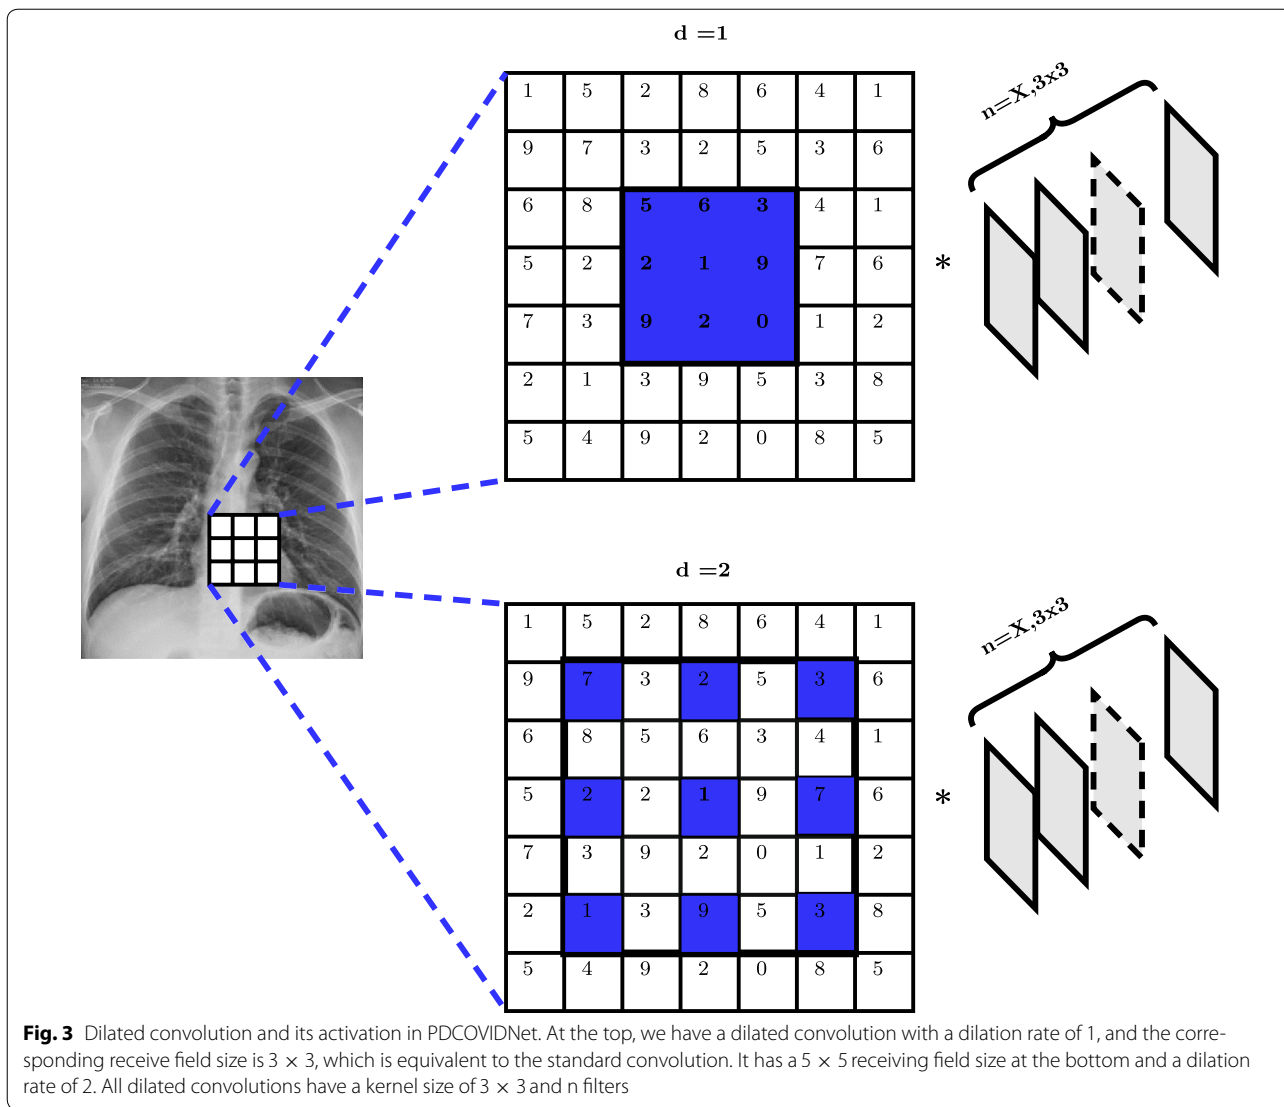 d =1
1 5 2 8 6 4 1
9 7 3 2 5 3 6
6 8 5 6 3 4 1
5 2 2 1 9 7 6
7 3 9 2 0 1 2
2 1 3 9 5 3 8
5 4 9 2 0 8 5
*
n=X,3x3
d =2
1 5 2 8 6 4 1
9 7 3 2 5 3 6
6 8 5 6 3 4 1
5 2 2 1 9 7 6
7 3 9 2 0 1 2
2 1 3 9 5 3 8
5 4 9 2 0 8 5
*
n=X,3x3
Fig. 3 Dilated convolution and its activation in PDCOVIDNet. At the top, we have a dilated convolution with a dilation rate of 1, and the corre-
sponding receive field size is 3 × 3, which is equivalent to the standard convolution. It has a 5 × 5 receiving field size at the bottom and a dilation
rate of 2. All dilated convolutions have a kernel size of 3 × 3 and n filters